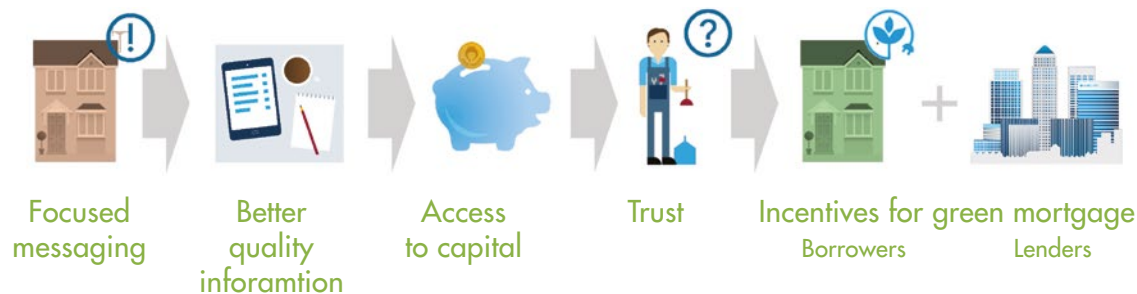 Focused
messaging
Better
quality
inforamtion
Access
to capital
Trust
Incentives for green mortgage
Borrowers
Lenders